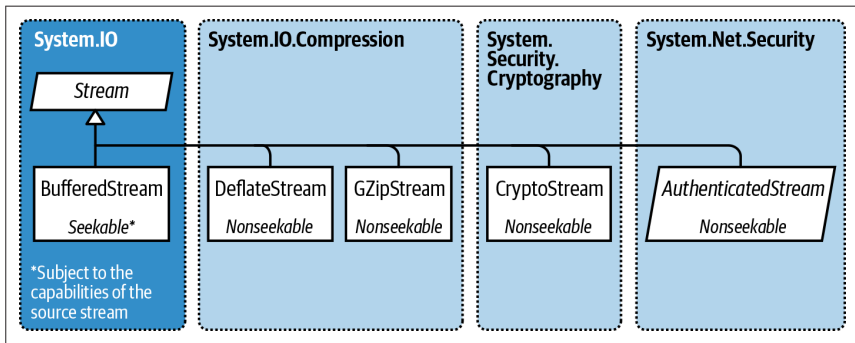 System.IO
Stream
BufferedStream
Seekable*
*Subject to the
capabilities of the
source stream
System.IO.Compression
DeflateStream
Nonseekable
GZipStream
Nonseekable
System.
Security.
Cryptography
CryptoStream
Nonseekable
System.Net.Security
AuthenticatedStream
Nonseekable